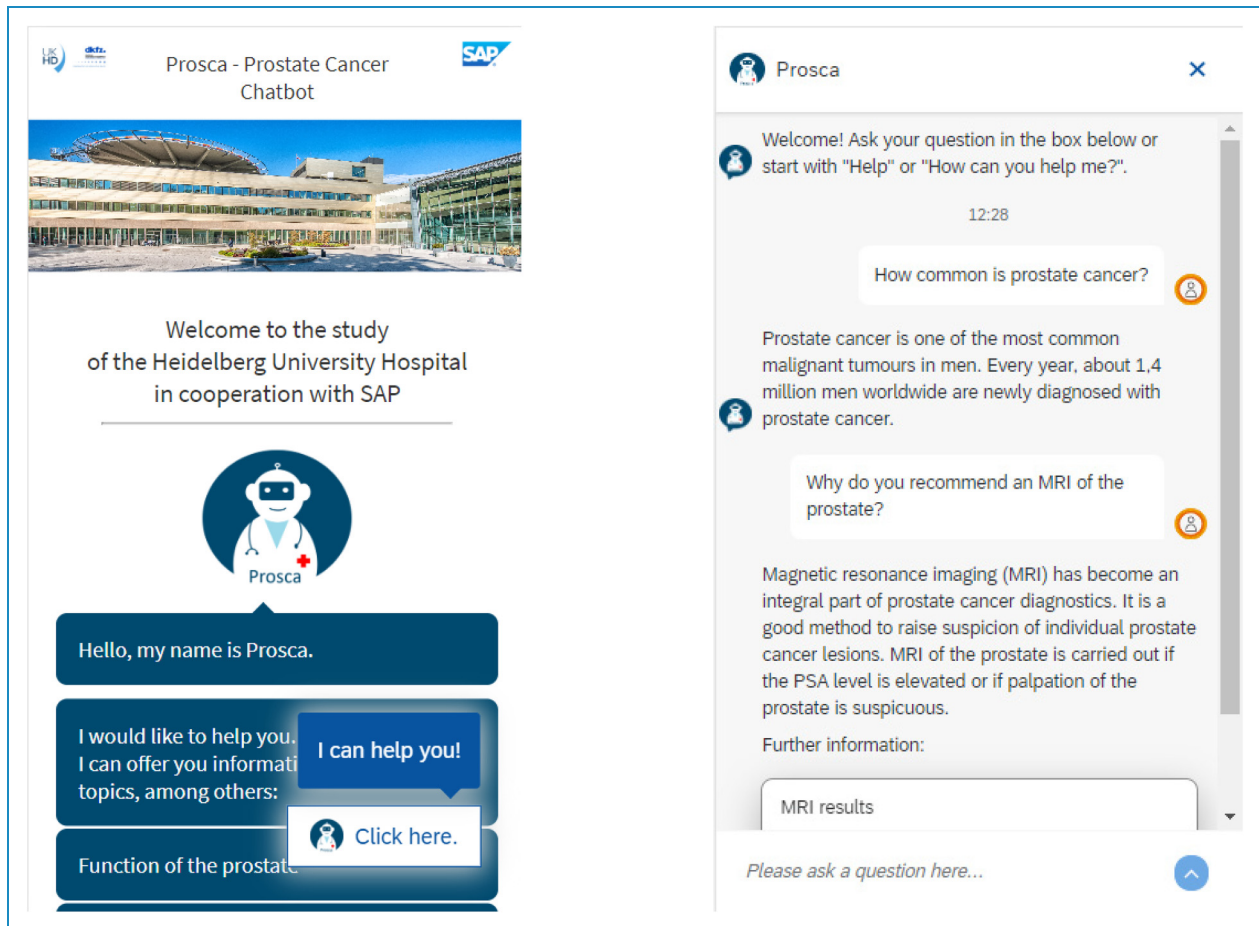 UK
HD
dkfz.
Prosca - Prostate Cancer
Chatbot
SAP
Welcome to the study
of the Heidelberg University Hospital
in cooperation with SAP
Prosca
Hello, my name is Prosca.
I would like to help you.
I can offer you informati
topics, among others:
I can help you!
Click here.
Function of the prostate
Prosca
Welcome! Ask your question in the box below or
start with "Help" or "How can you help me?".
12:28
How common is prostate cancer?
Prostate cancer is one of the most common
malignant tumours in men. Every year, about 1,4
million men worldwide are newly diagnosed with
prostate cancer.
Why do you recommend an MRI of the
prostate?
Magnetic resonance imaging (MRI) has become an
integral part of prostate cancer diagnostics. It is a
good method to raise suspicion of individual prostate
cancer lesions. MRI of the prostate is carried out if
the PSA level is elevated or if palpation of the
prostate is suspicuous.
Further information:
MRI results
Please ask a question here...